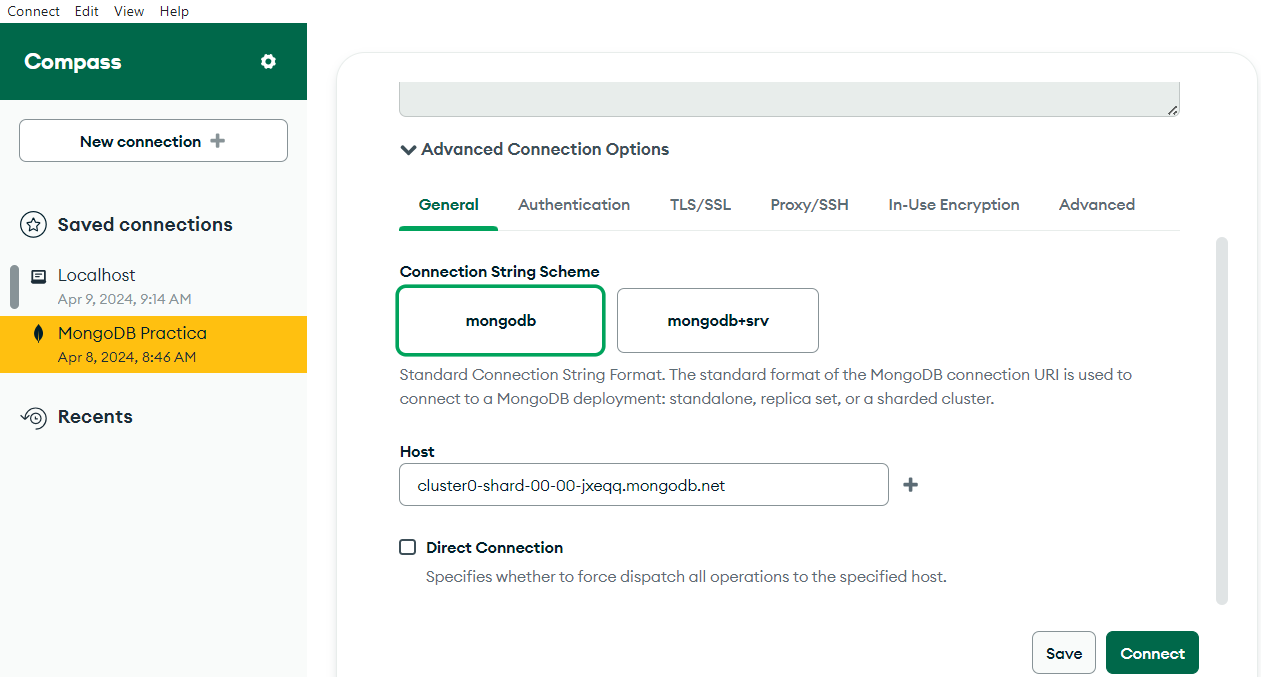 Connect Edit View Help
Compass
New connection
Saved connections
Localhost
Apr 9, 2024, 9:14 AM
MongoDB Practica
Apr 8, 2024, 8:46 AM
Recents
Advanced Connection Options
General Authentication TLS/SSL Proxy/SSH In-Use Encryption Advanced
Connection String Scheme
mongodb mongodb+srv
Standard Connection String Format. The standard format of the MongoDB connection URI is used to
connect to a MongoDB deployment: standalone, replica set, or a sharded cluster.
Host
cluster0-shard-00-00-jxeqq.mongodb.net
Direct Connection
Specifies whether to force dispatch all operations to the specified host.
Save Connect